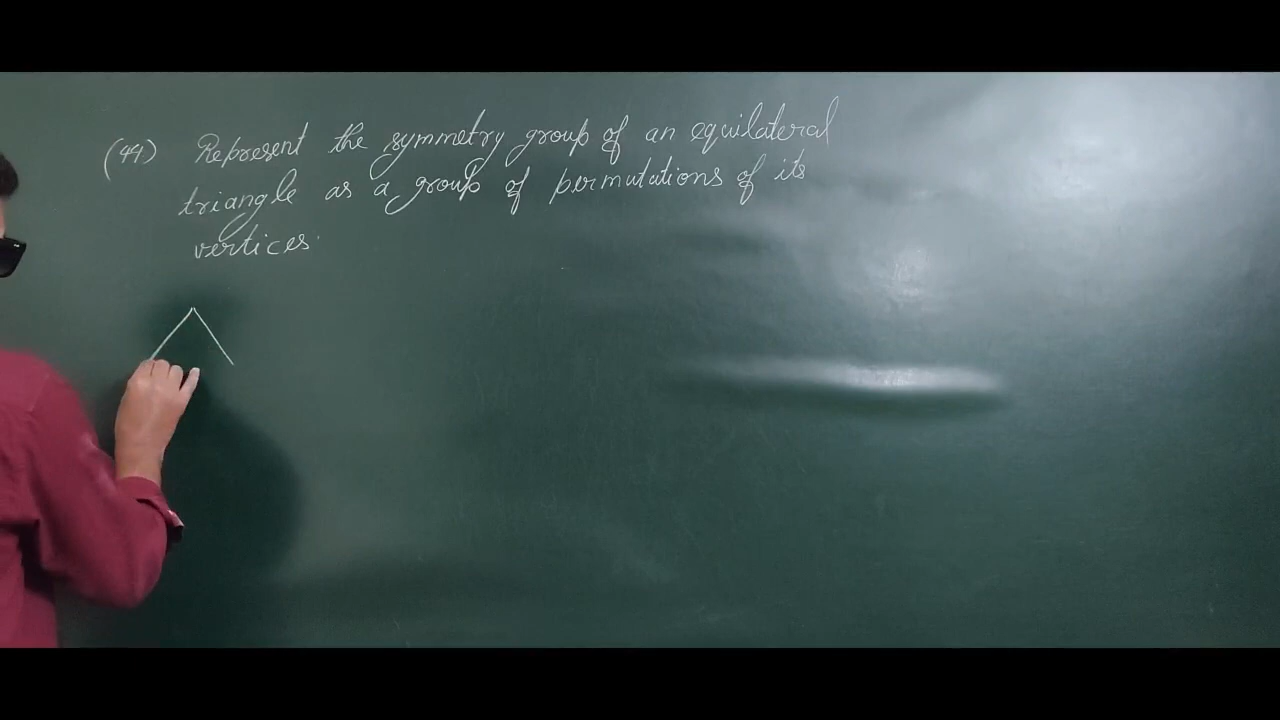 (44) Represent the symmetry group of an equilateral
triangle as a group of permutations of its
vertices.